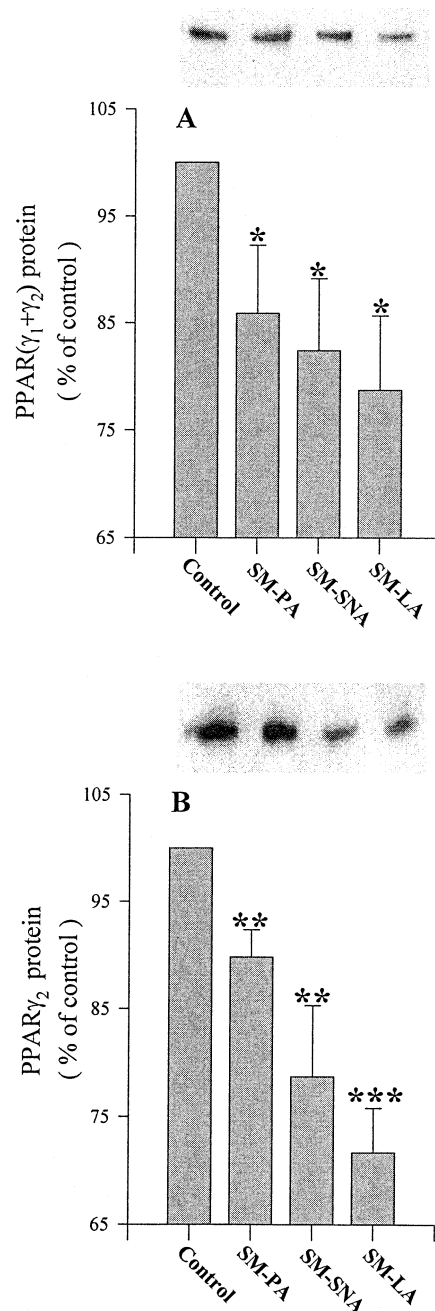 A
PPAR(γ₁+γ₂) protein
( % of control )
105
95
85
75
65
*
*
*
Control
SM-PA
SM-SNA
SM-LA
B
PPARγ₂ protein
( % of control )
105
95
85
75
65
**
**
***
Control
SM-PA
SM-SNA
SM-LA